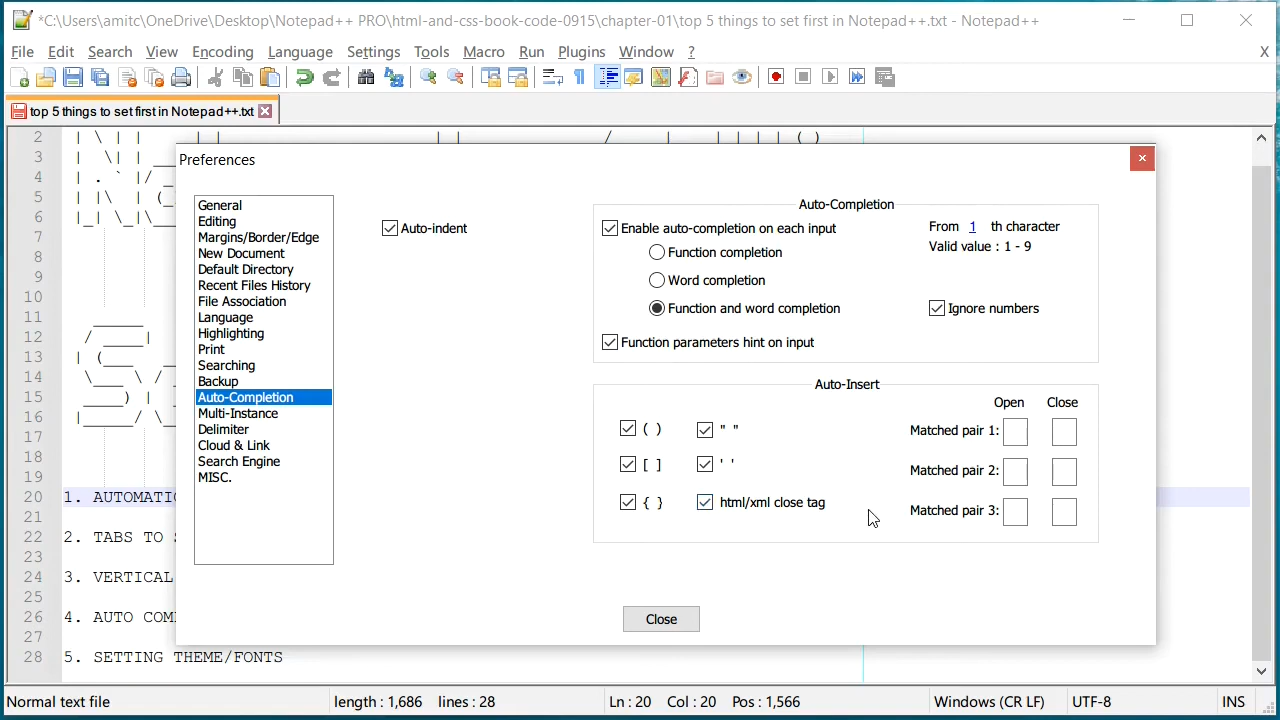 *C:\Users\amitc\OneDrive\Desktop\Notepad++ PRO\html-and-css-book-code-0915\chapter-01\top 5 things to set first in Notepad++.txt - Notepad++
File Edit Search View Encoding Language Settings Tools Macro Run Plugins Window ? X
top 5 things to set first in Notepad++.txt
2
3
4
5
6
7
8
9
10
11
12
13
14
15
16
17
18
19
20 1. AUTOMATIC
21
22 2. TABS TO
23
24 3. VERTICAL
25
26 4. AUTO COM
27
28 5. SETTING THEME/FONTS
Preferences
General
Editing
Margins/Border/Edge
New Document
Default Directory
Recent Files History
File Association
Language
Highlighting
Print
Searching
Backup
Auto-Completion
Multi-Instance
Delimiter
Cloud & Link
Search Engine
MISC.
Auto-indent
Auto-Completion
Enable auto-completion on each input
From 1 th character
Valid value : 1 - 9
Function completion
Word completion
Function and word completion
Ignore numbers
Function parameters hint on input
Auto-Insert
Open Close
( ) " " Matched pair 1:
[ ] ' ' Matched pair 2:
{ } html/xml close tag Matched pair 3:
Close
Normal text file length : 1,686 lines : 28 Ln : 20 Col : 20 Pos : 1,566 Windows (CR LF) UTF-8 INS